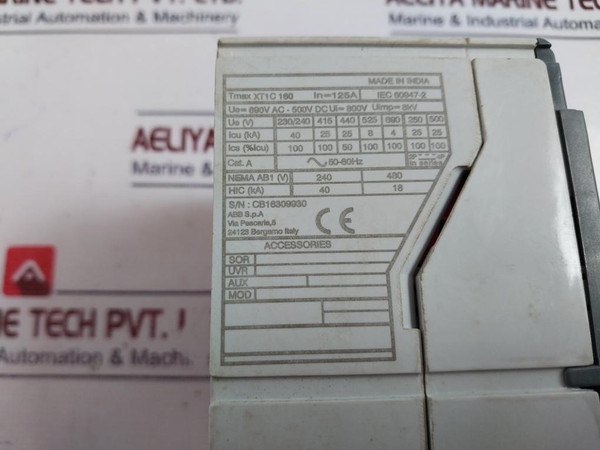 AELIYA MARINE TECH PVT. LTD.
Marine & Industrial Automation & Machinery
MADE IN INDIA
Tmax XT1C 160 In=125A IEC 60947-2
Ue=690V AC - 500V DC Ui=800V Uimp=8kV
Ue (V) 230/240 415 440 525 690 250 500
Icu (kA) 40 25 25 8 4 25 25
Ics (%Icu) 100 100 50 100 100 100 100
Cat. A 50-60Hz in series
NEMA AB1 (V) 240 480
HIC (kA) 40 18
S/N : CB16309930
ABB S.p.A
Via Pescaria,5
24123 Bergamo Italy
CE
ACCESSORIES
SOR
UVR
AUX
MOD
AELIYA
Marine &
TECH PVT.
Automation & Machinery